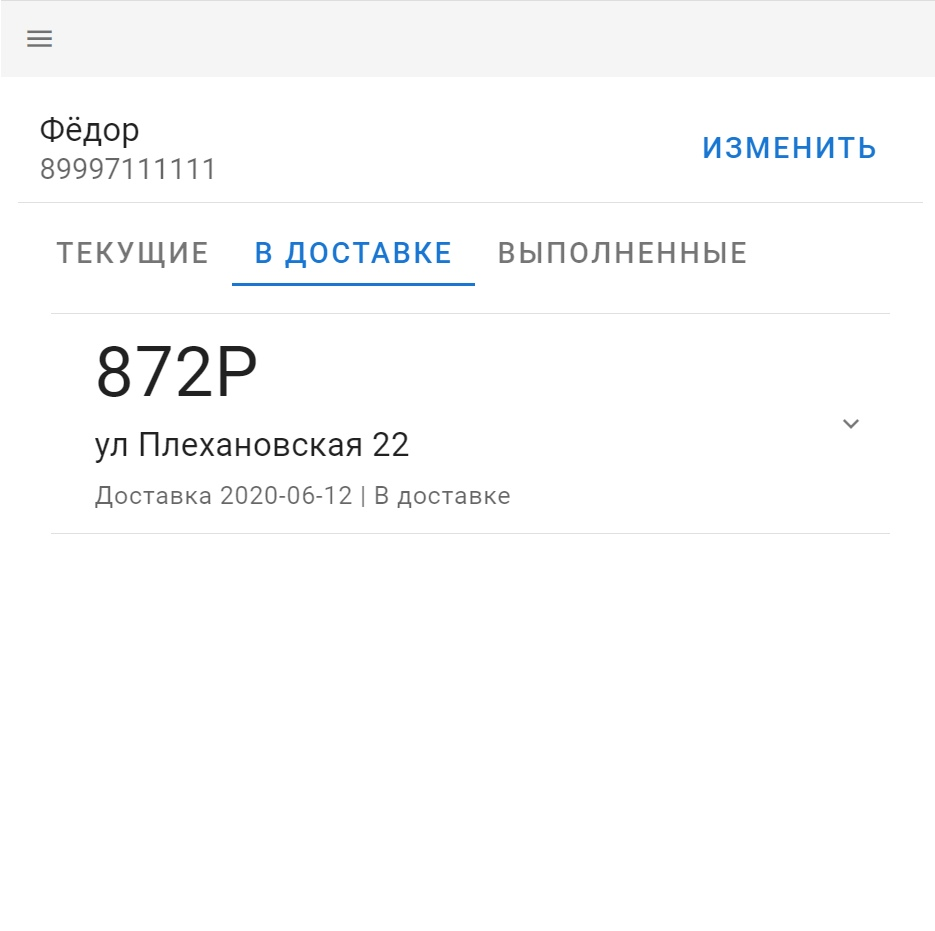 Фёдор
89997111111
ИЗМЕНИТЬ
ТЕКУЩИЕ В ДОСТАВКЕ ВЫПОЛНЕННЫЕ
872Р
ул Плехановская 22
Доставка 2020-06-12 | В доставке